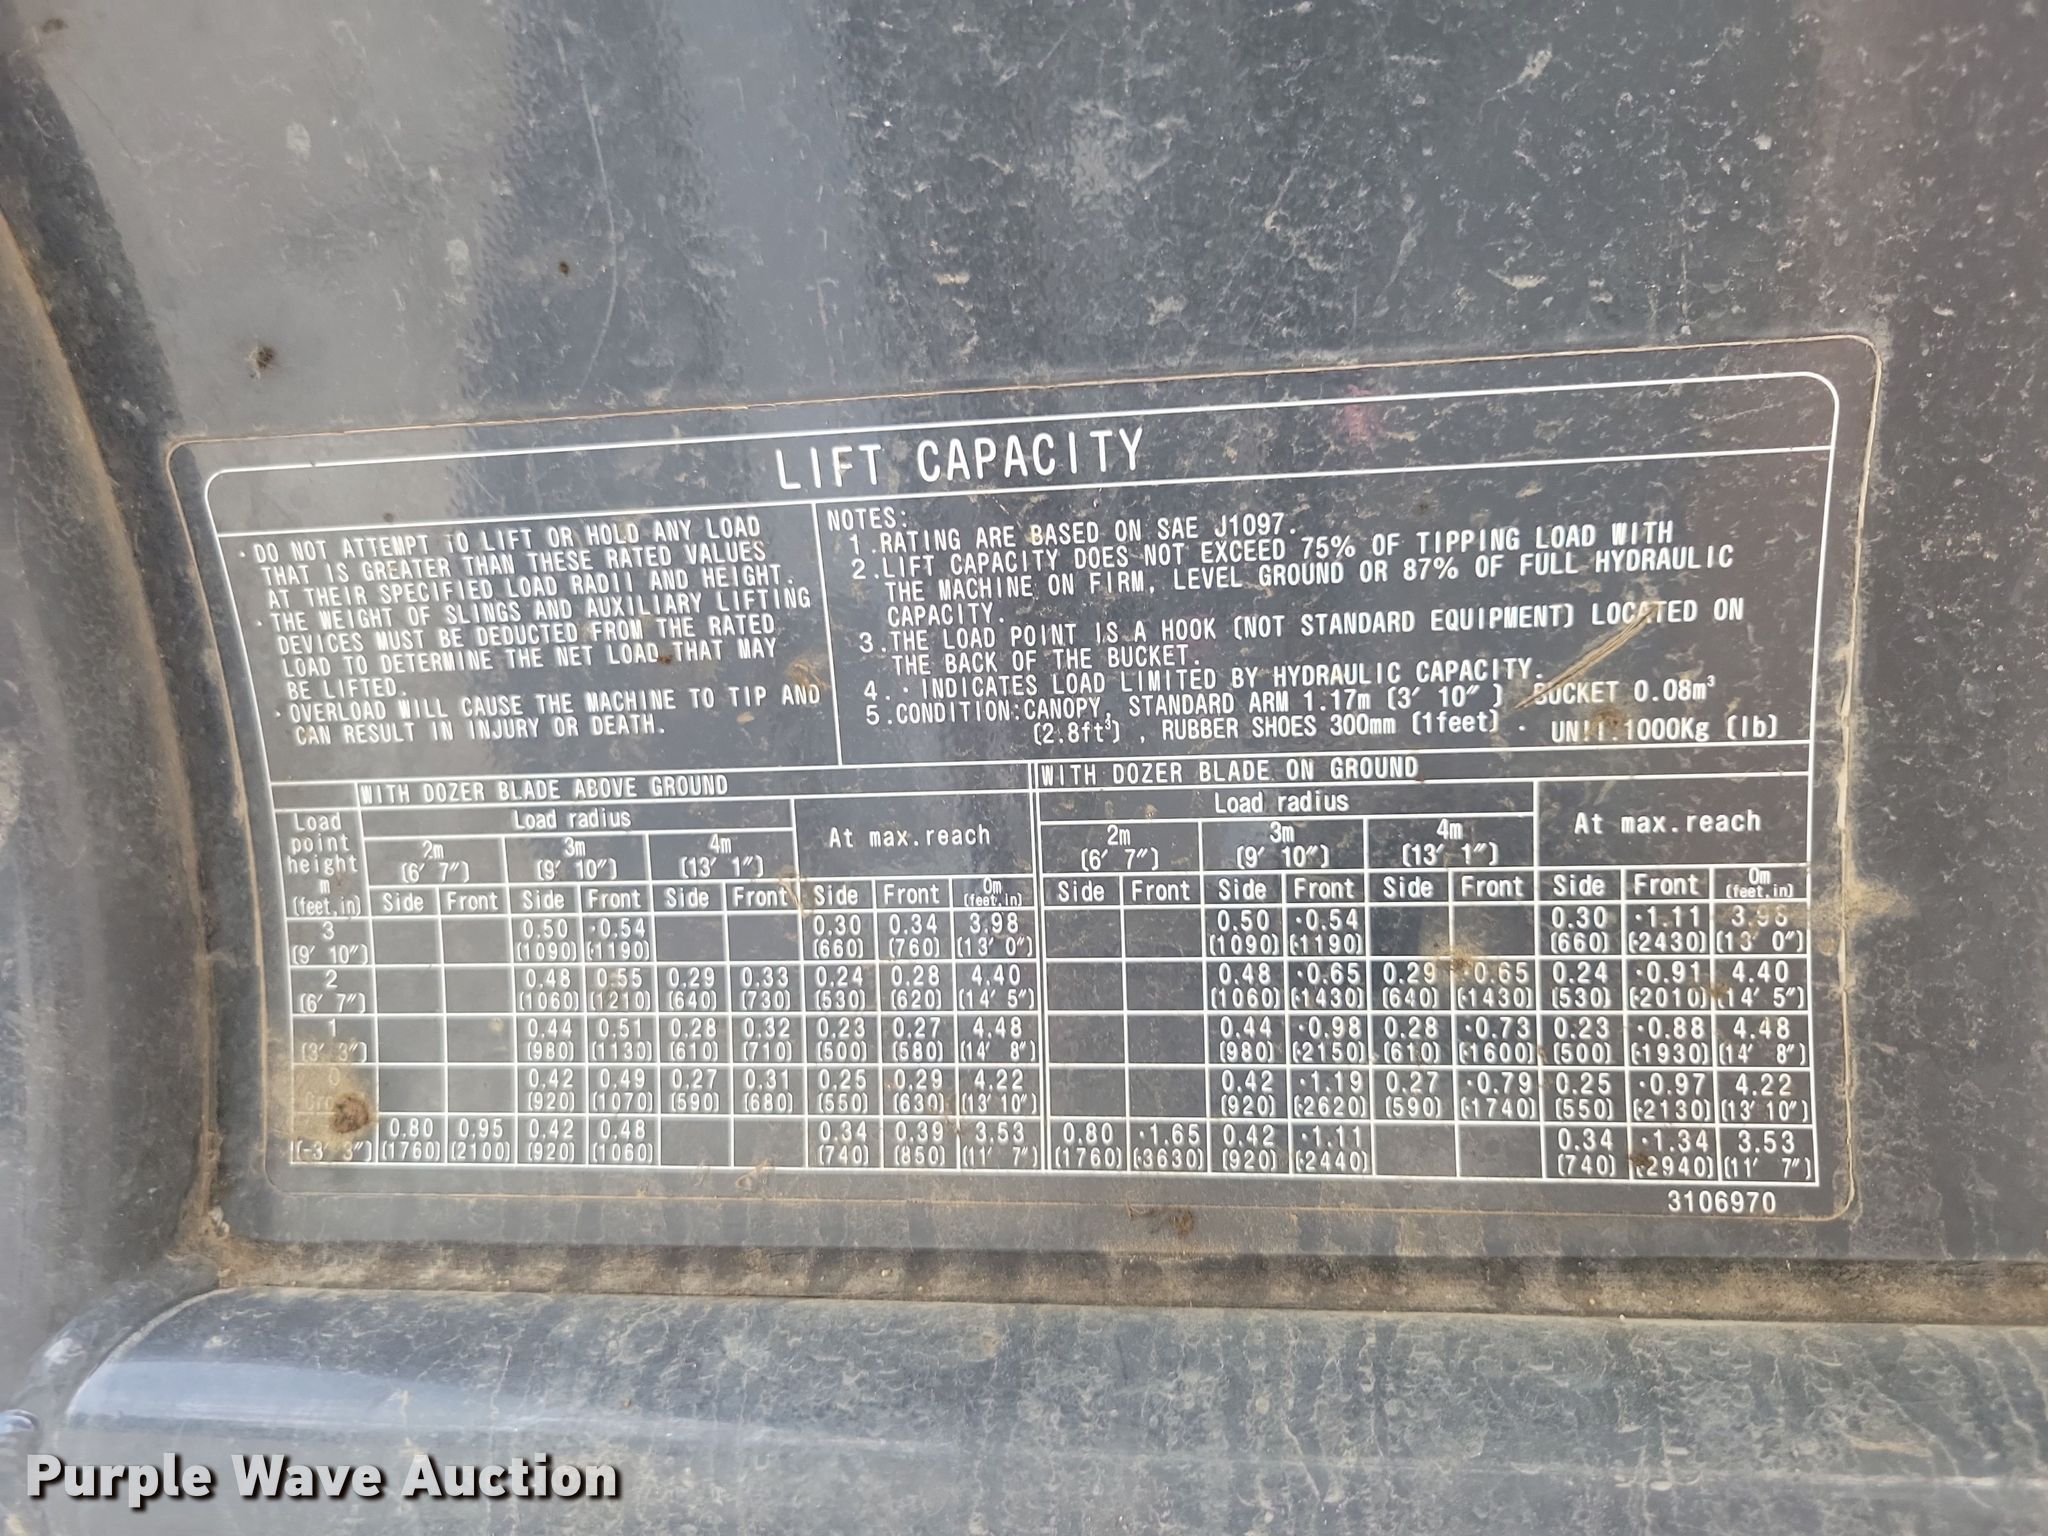 LIFT CAPACITY
· DO NOT ATTEMPT TO LIFT OR HOLD ANY LOAD
THAT IS GREATER THAN THESE RATED VALUES
AT THEIR SPECIFIED LOAD RADII AND HEIGHT.
· THE WEIGHT OF SLINGS AND AUXILIARY LIFTING
DEVICES MUST BE DEDUCTED FROM THE RATED
LOAD TO DETERMINE THE NET LOAD THAT MAY
BE LIFTED.
· OVERLOAD WILL CAUSE THE MACHINE TO TIP AND
CAN RESULT IN INJURY OR DEATH.
NOTES:
1.RATING ARE BASED ON SAE J1097.
2.LIFT CAPACITY DOES NOT EXCEED 75% OF TIPPING LOAD WITH
THE MACHINE ON FIRM, LEVEL GROUND OR 87% OF FULL HYDRAULIC
CAPACITY.
3.THE LOAD POINT IS A HOOK (NOT STANDARD EQUIPMENT) LOCATED ON
THE BACK OF THE BUCKET.
4. · INDICATES LOAD LIMITED BY HYDRAULIC CAPACITY.
5.CONDITION:CANOPY, STANDARD ARM 1.17m (3′ 10″ ) BUCKET 0.08m³
(2.8ft³) , RUBBER SHOES 300mm (1feet) . UNIT:1000Kg (lb)
WITH DOZER BLADE ABOVE GROUND WITH DOZER BLADE ON GROUND
Load point height m (feet,in) Load radius At max.reach Load radius At max.reach
2m (6′ 7″) 3m (9′ 10″) 4m (13′ 1″) 2m (6′ 7″) 3m (9′ 10″) 4m (13′ 1″)
Side Front Side Front Side Front Side Front 0m (feet,in) Side Front Side Front Side Front Side Front 0m (feet,in)
3 0.50 ·0.54 0.30 0.34 3.98 0.50 ·0.54 0.30 ·1.11 3.98
(9′ 10″) (1090) (·1190) (660) (760) (13′ 0″) (1090) (·1190) (660) (·2430) (13′ 0″)
2 0.48 0.55 0.29 0.33 0.24 0.28 4.40 0.48 ·0.65 0.29 ·0.65 0.24 ·0.91 4.40
(6′ 7″) (1060) (1210) (640) (730) (530) (620) (14′ 5″) (1060) (·1430) (640) (·1430) (530) (·2010) (14′ 5″)
1 0.44 0.51 0.28 0.32 0.23 0.27 4.48 0.44 ·0.98 0.28 ·0.73 0.23 ·0.88 4.48
(3′ 3″) (980) (1130) (610) (710) (500) (580) (14′ 8″) (980) (·2150) (610) (·1600) (500) (·1930) (14′ 8″)
0 0.42 0.49 0.27 0.31 0.25 0.29 4.22 0.42 ·1.19 0.27 ·0.79 0.25 ·0.97 4.22
(920) (1070) (590) (680) (550) (630) (13′ 10″) (920) (·2620) (590) (·1740) (550) (·2130) (13′ 10″)
0.80 0.95 0.42 0.48 0.34 0.39 3.53 0.80 ·1.65 0.42 ·1.11 0.34 ·1.34 3.53
(-3′ 3″) (1760) (2100) (920) (1060) (740) (850) (11′ 7″) (1760) (·3630) (920) (·2440) (740) (·2940) (11′ 7″)
3106970
Purple Wave Auction